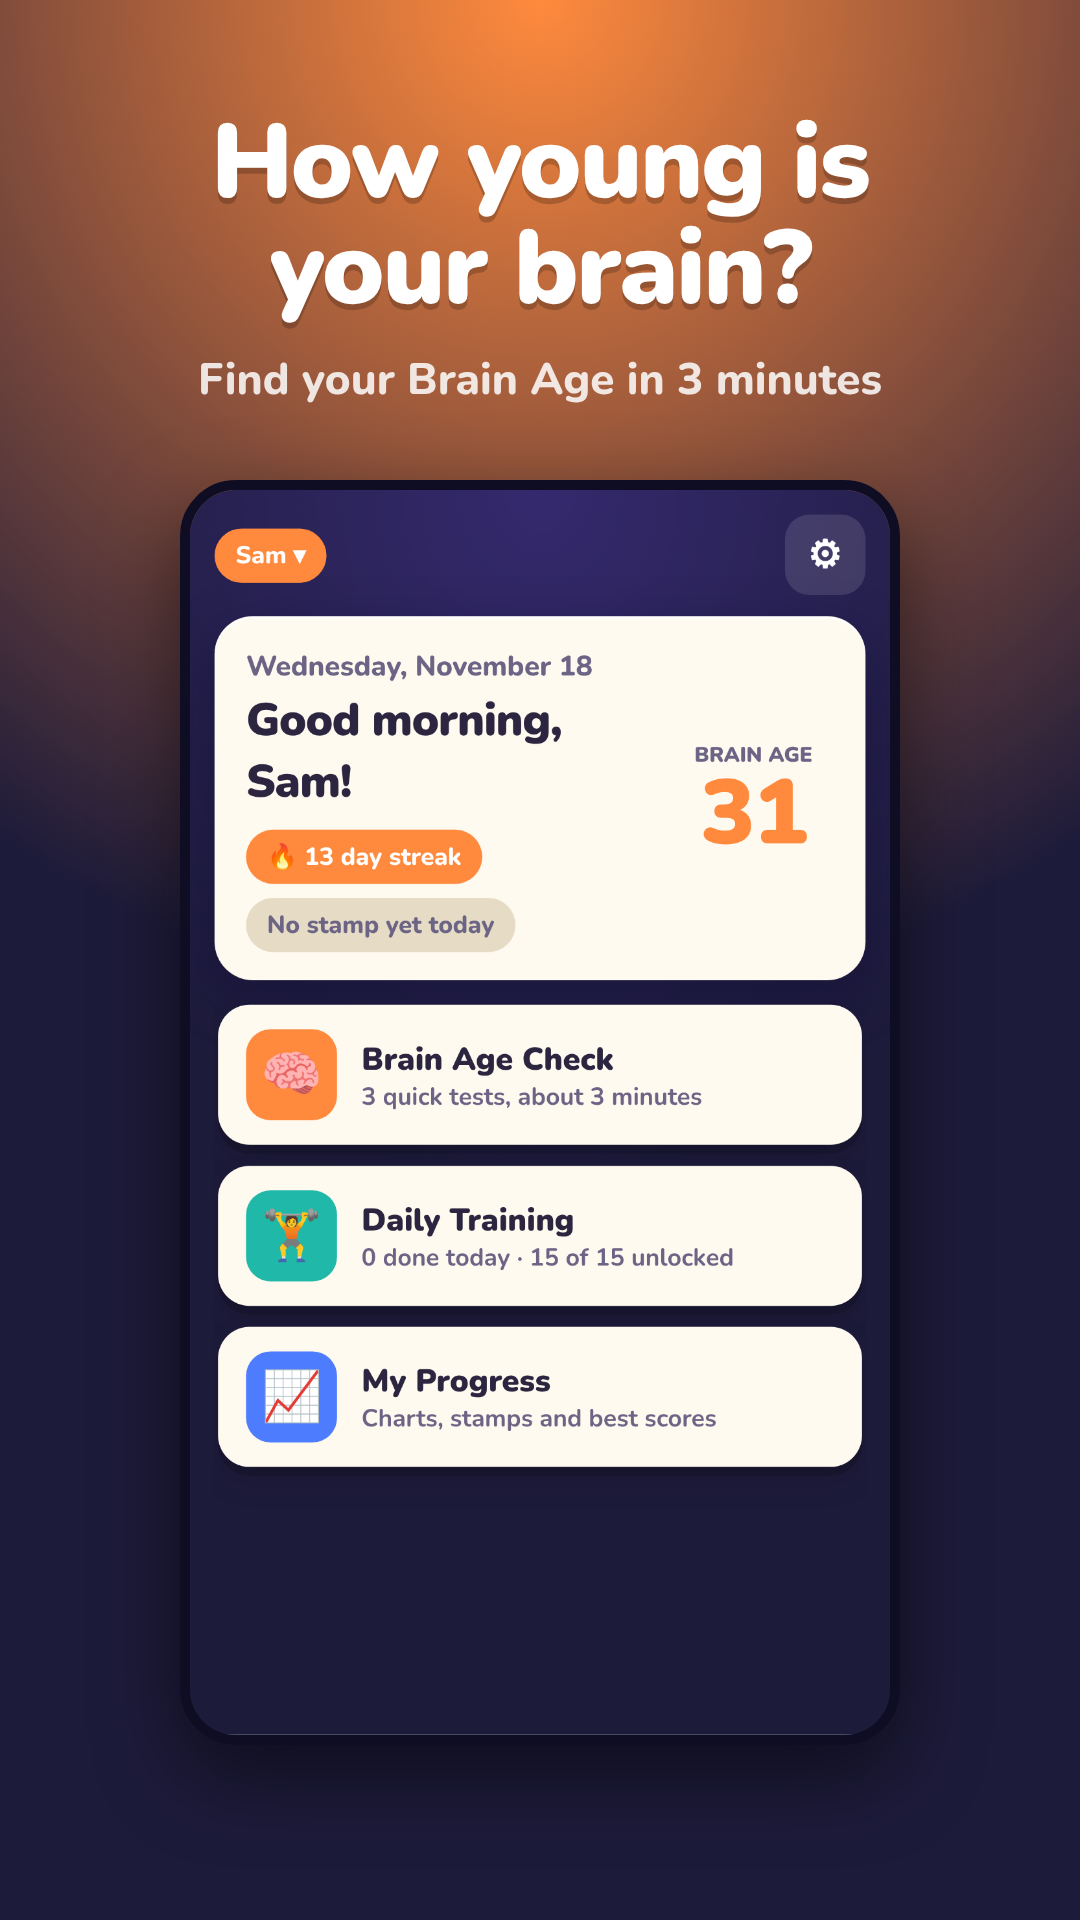 How young is
your brain?
Find your Brain Age in 3 minutes
Sam ▾
Wednesday, November 18
Good morning,
Sam!
BRAIN AGE
31
🔥 13 day streak
No stamp yet today
Brain Age Check
3 quick tests, about 3 minutes
Daily Training
0 done today · 15 of 15 unlocked
My Progress
Charts, stamps and best scores